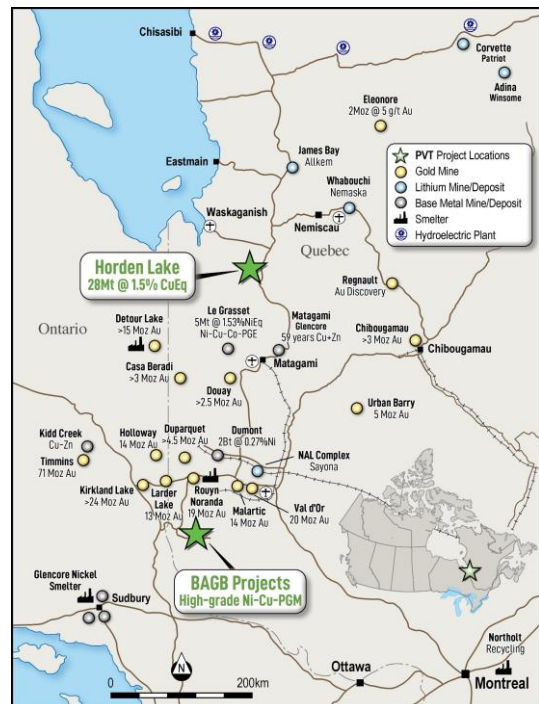 Chisasibi
Corvette
Patriot
Adina
Winsome
Eleonore
2Moz @ 5 g/t Au
James Bay
Allkem
Eastmain
Whabouchi
Nemaska
Waskaganish
Nemiscau
Quebec
PVT Project Locations
Gold Mine
Lithium Mine/Deposit
Base Metal Mine/Deposit
Smelter
Hydroelectric Plant
Horden Lake
28Mt @ 1.5% CuEq
Regnault
Au Discovery
Ontario
Detour Lake
>15 Moz Au
Le Grasset
5Mt @ 1.53%NiEq
Ni-Cu-Co-PGE
Matagami
Glencore
59 years Cu+Zn
Chibougamau
>3 Moz Au
Chibougamau
Matagami
Casa Beradi
>3 Moz Au
Douay
>2.5 Moz Au
Urban Barry
5 Moz Au
Kidd Creek
Cu-Zn
Timmins
71 Moz Au
Holloway
14 Moz Au
Duparquet
>4.5 Moz Au
Dumont
2Bt @ 0.27%Ni
NAL Complex
Sayona
Kirkland Lake
>24 Moz Au
Larder
Lake
13 Moz Au
Rouyn
Noranda
19 Moz Au
Malartic
14 Moz Au
Val d'Or
20 Moz Au
BAGB Projects
High-grade Ni-Cu-PGM
Glencore Nickel
Smelter
Sudbury
Northolt
Recycling
Ottawa
Montreal
N
0
200km